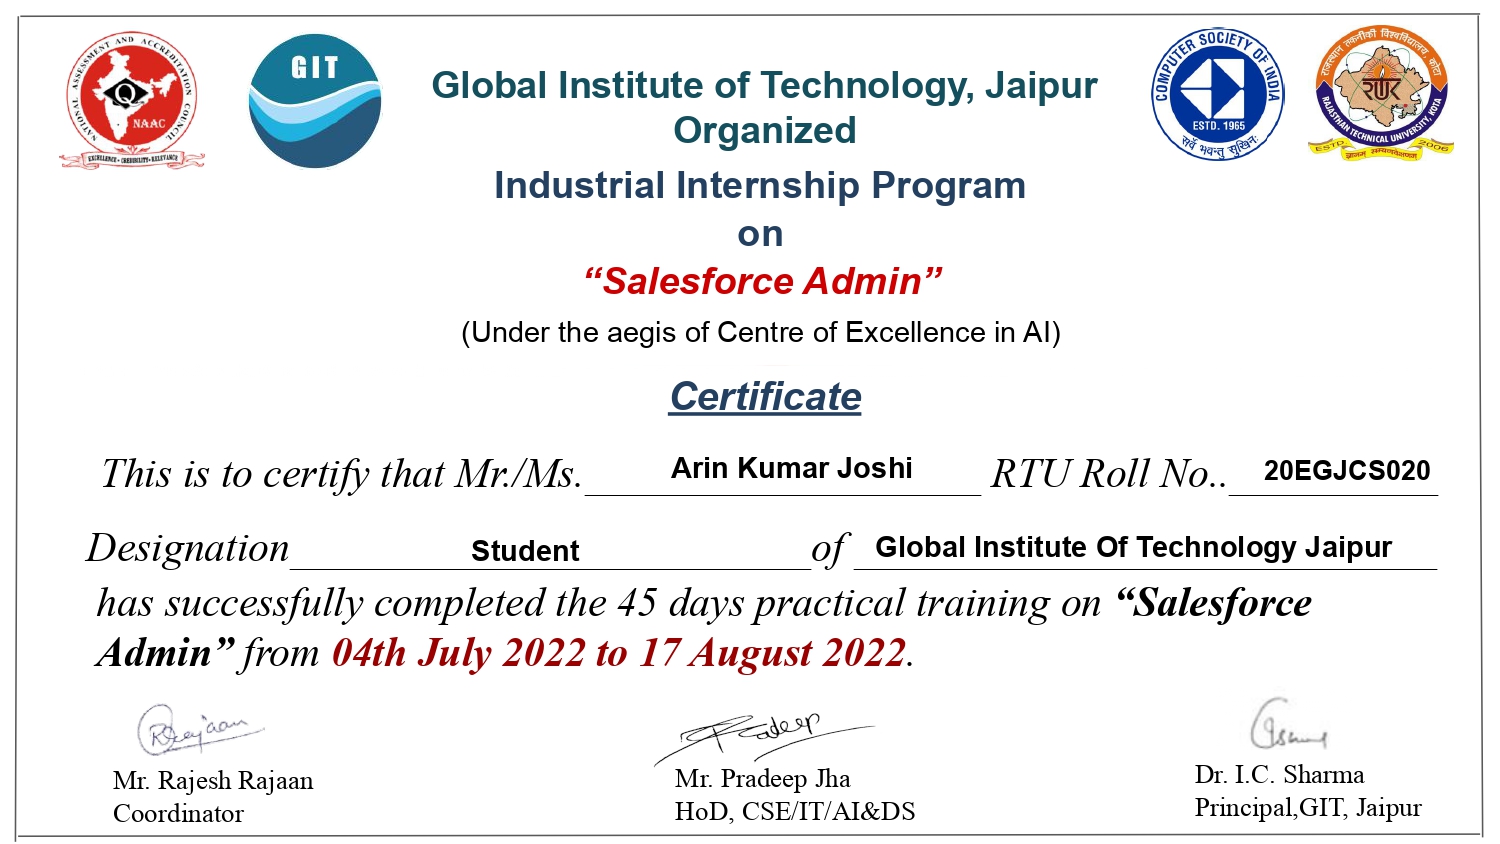 NATIONAL ASSESSMENT AND ACCREDITATION COUNCIL
Q
NAAC
EXCELLENCE • CREDIBILITY • RELEVANCE
GIT
COMPUTER SOCIETY OF INDIA
ESTD. 1965
सर्वे भवन्तु सुखिनः
राजस्थान तकनीकी विश्वविद्यालय, कोटा
RAJASTHAN TECHNICAL UNIVERSITY, KOTA
ESTD. 2006
Global Institute of Technology, Jaipur
Organized
Industrial Internship Program
on
“Salesforce Admin”
(Under the aegis of Centre of Excellence in AI)
Certificate
This is to certify that Mr./Ms. Arin Kumar Joshi RTU Roll No.. 20EGJCS020
Designation Student of Global Institute Of Technology Jaipur
has successfully completed the 45 days practical training on “Salesforce
Admin” from 04th July 2022 to 17 August 2022.
Rajaan Pradeep
Mr. Rajesh Rajaan
Coordinator
Mr. Pradeep Jha
HoD, CSE/IT/AI&DS
Dr. I.C. Sharma
Principal,GIT, Jaipur